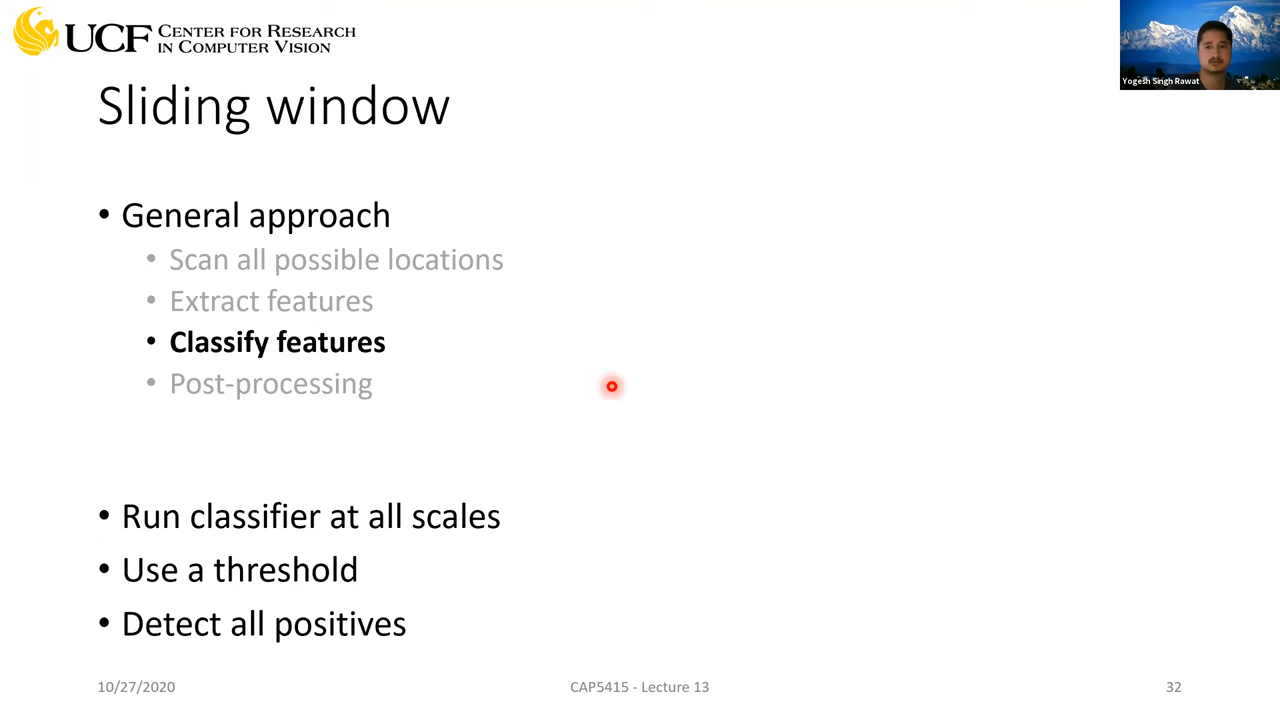 UCF CENTER FOR RESEARCH
IN COMPUTER VISION
Yogesh Singh Rawat
Sliding window
• General approach
• Scan all possible locations
• Extract features
• Classify features
• Post-processing
• Run classifier at all scales
• Use a threshold
• Detect all positives
10/27/2020
CAP5415 - Lecture 13
32